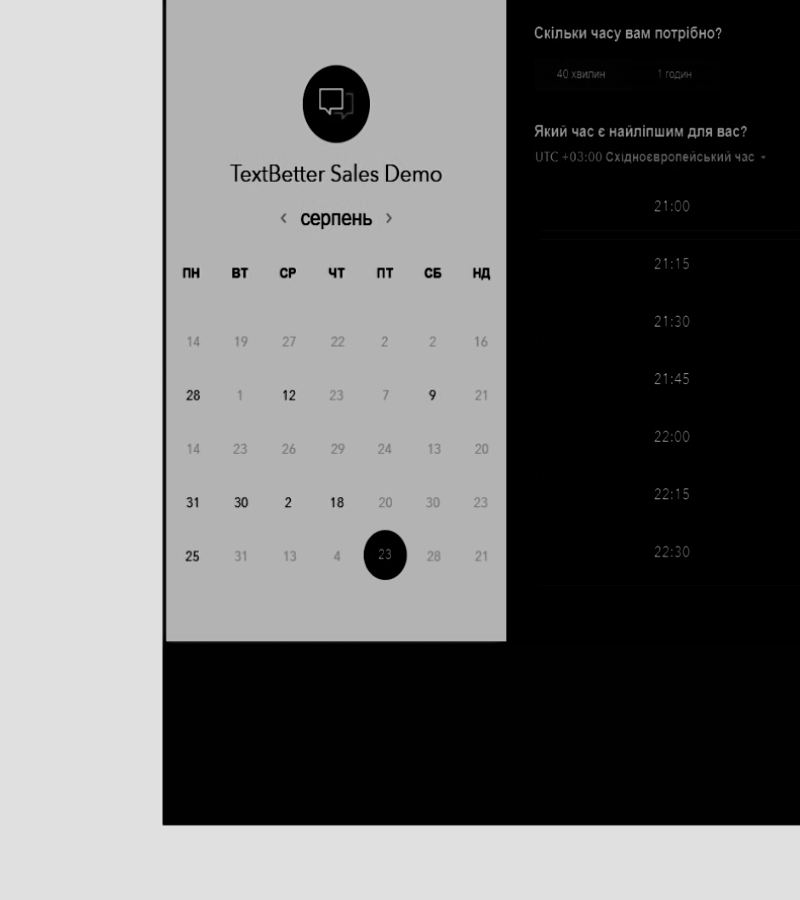 TextBetter Sales Demo
‹ серпень ›
ПН ВТ СР ЧТ ПТ СБ НД
14 19 27 22 2 2 16
28 1 12 23 7 9 21
14 23 26 29 24 13 20
31 30 2 18 20 30 23
25 31 13 4 23 28 21
Скільки часу вам потрібно?
40 хвилин 1 годин
Який час є найліпшим для вас?
UTC +03:00 Східноєвропейський час
21:00
21:15
21:30
21:45
22:00
22:15
22:30